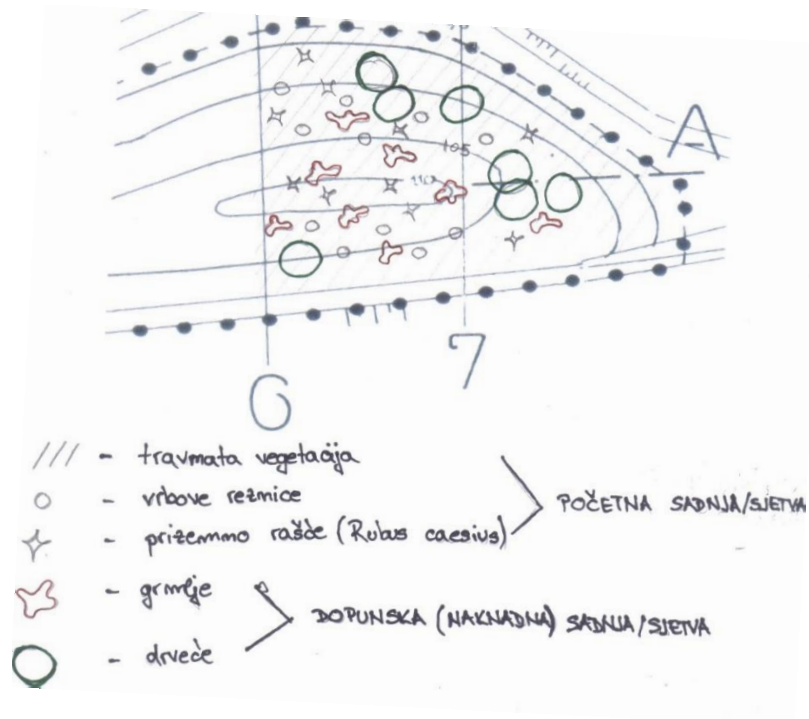 A
105
6
7
/// - travnata vegetacija
- vrbove reznice
- prizemno rašće (Rubus caesius)
POČETNA SADNJA/SJETVA
- grmlje
DOPUNSKA (NAKNADNA) SADNJA/SJETVA
- drveće